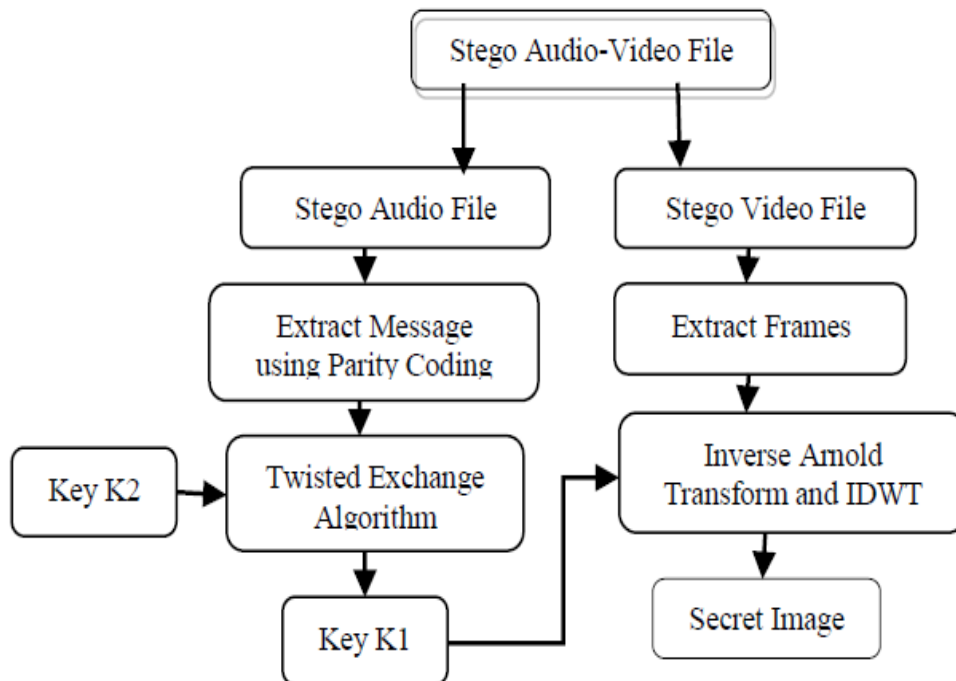 Stego Audio-Video File
Stego Audio File
Stego Video File
Extract Message
using Parity Coding
Extract Frames
Key K2
Twisted Exchange
Algorithm
Inverse Arnold
Transform and IDWT
Key K1
Secret Image